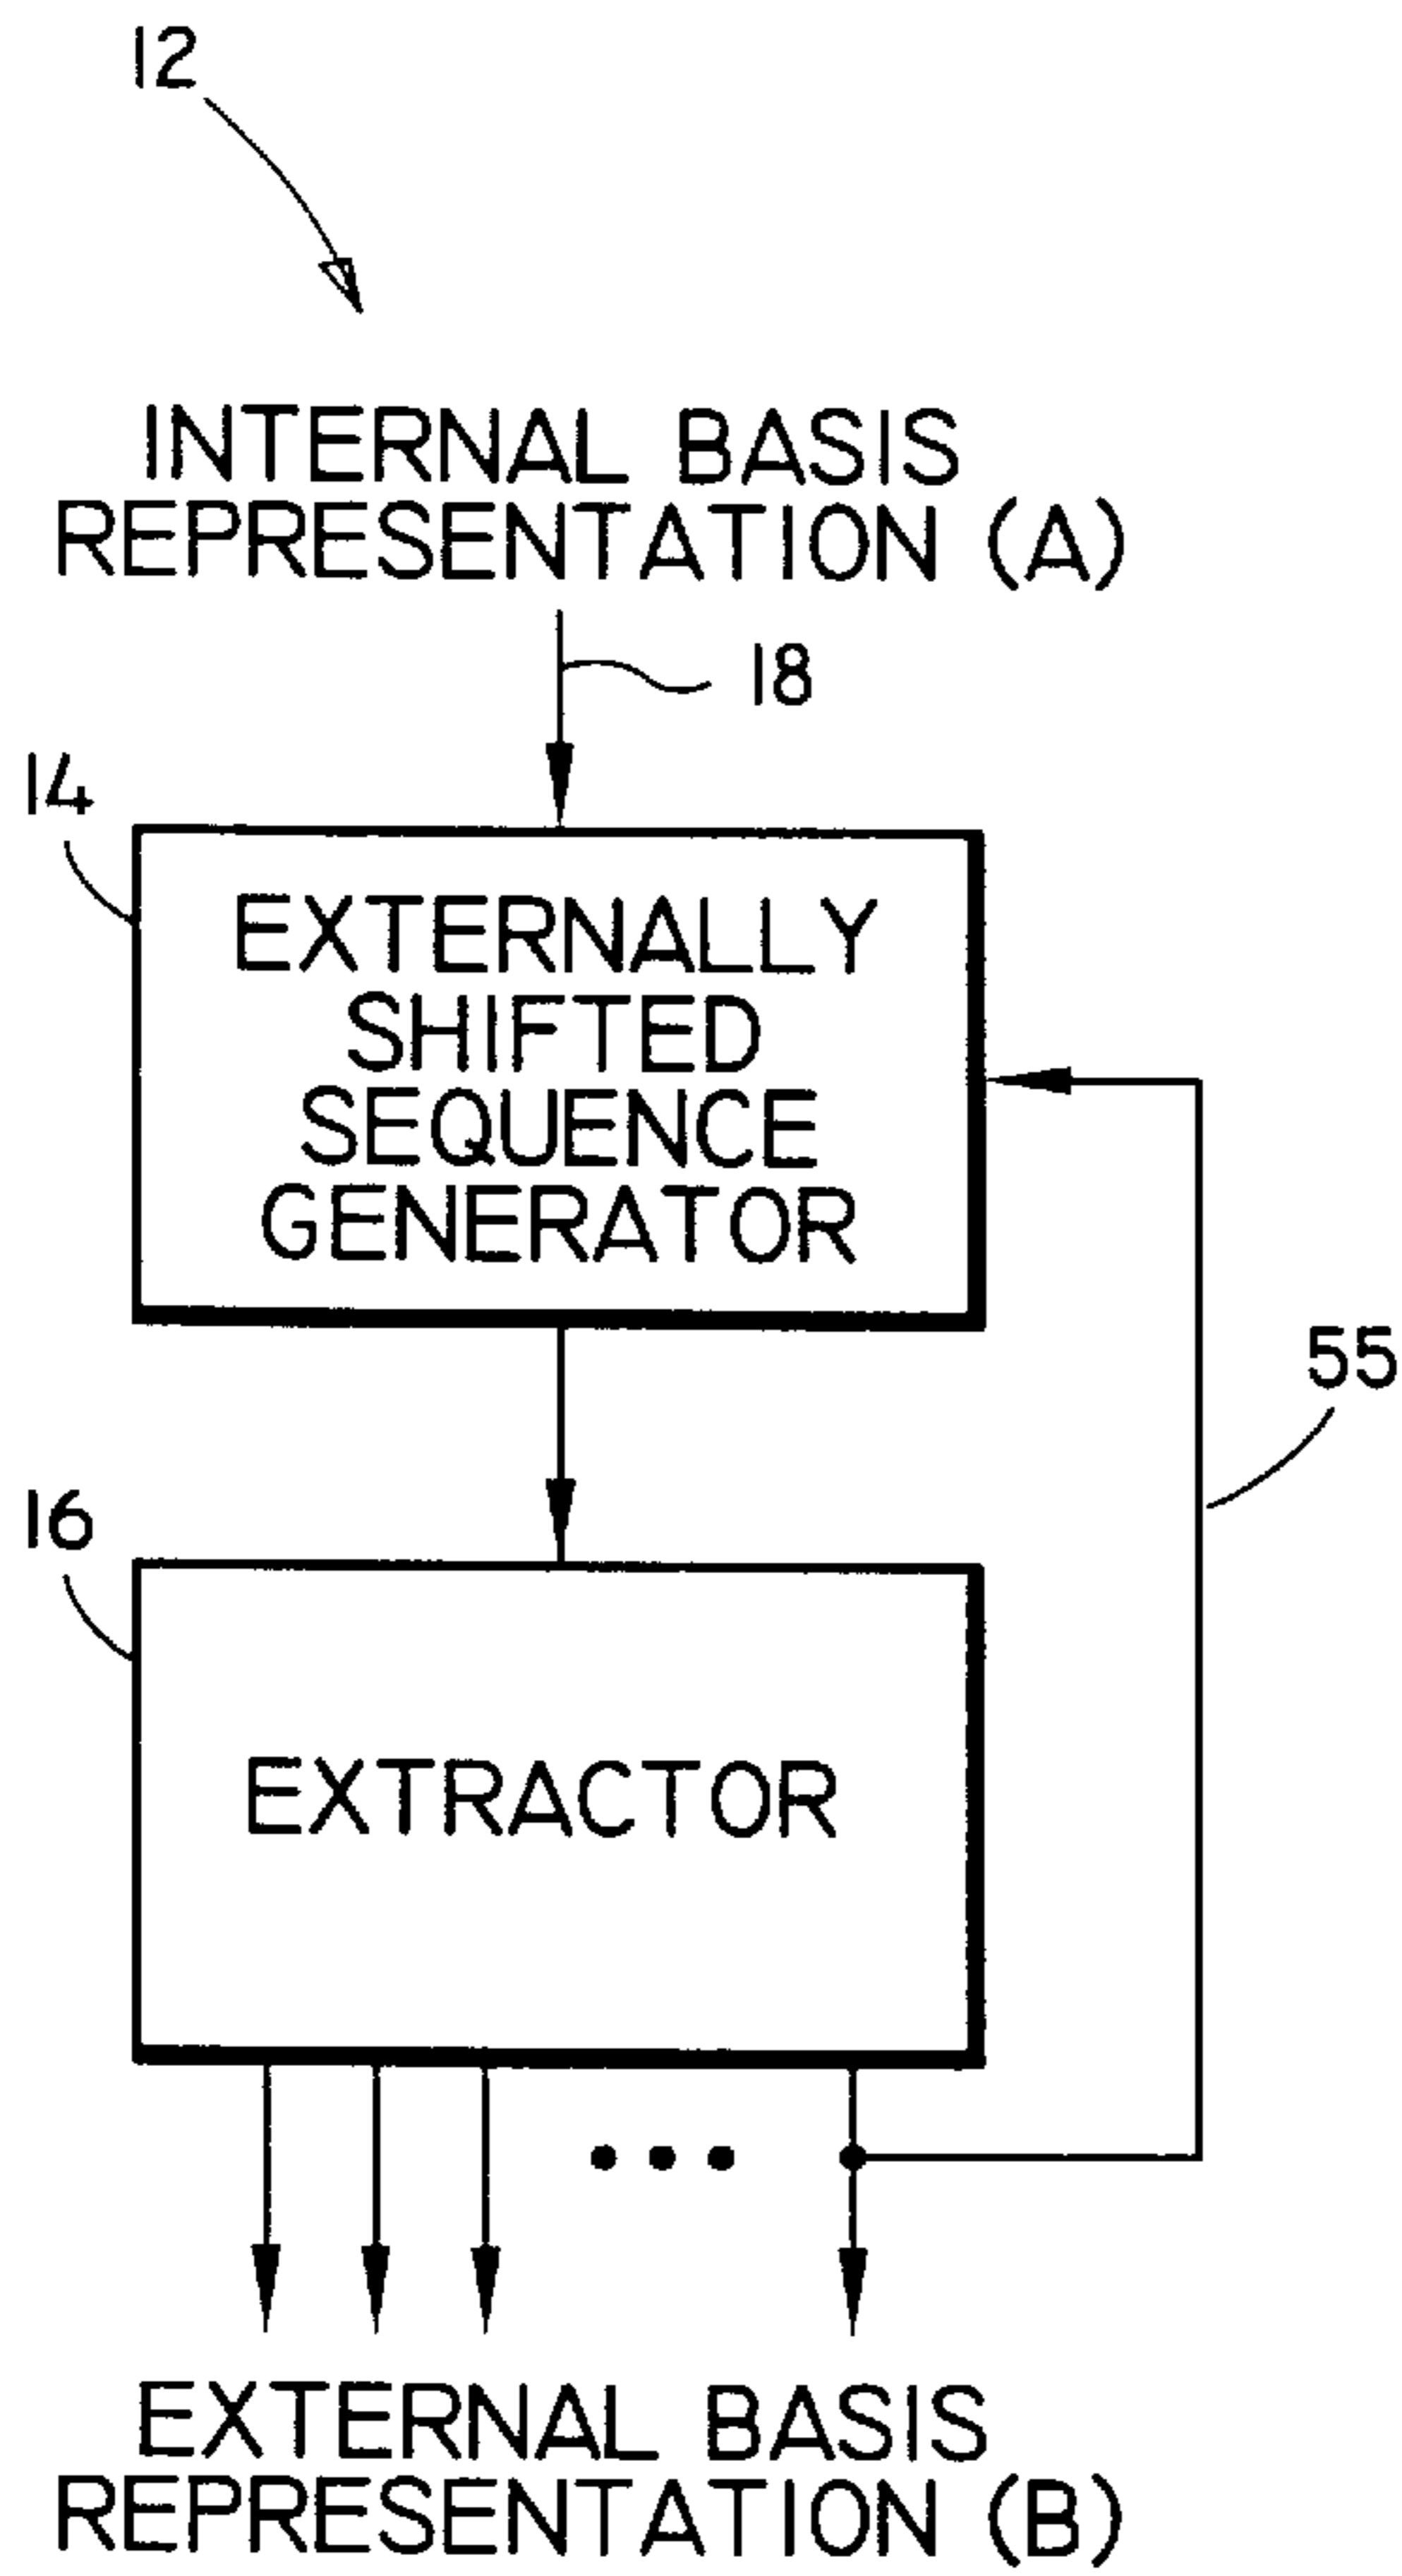 12
INTERNAL BASIS
REPRESENTATION (A)
18
14
EXTERNALLY
SHIFTED
SEQUENCE
GENERATOR
55
16
EXTRACTOR
EXTERNAL BASIS
REPRESENTATION (B)